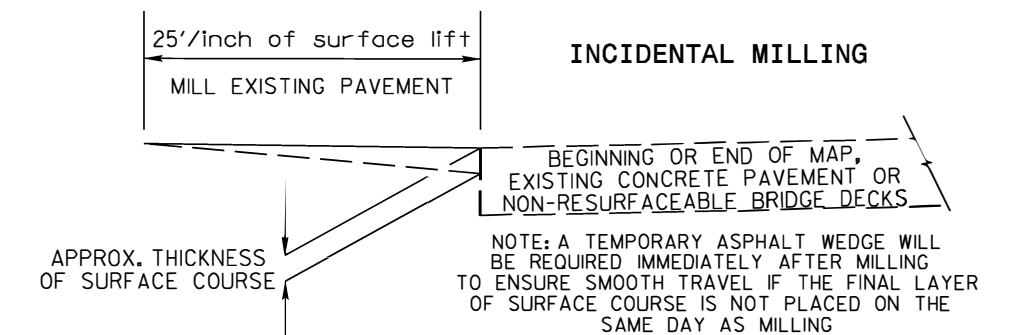 25'/inch of surface lift
MILL EXISTING PAVEMENT
INCIDENTAL MILLING
BEGINNING OR END OF MAP,
EXISTING CONCRETE PAVEMENT OR
NON-RESURFACEABLE BRIDGE DECKS
APPROX. THICKNESS
OF SURFACE COURSE
NOTE: A TEMPORARY ASPHALT WEDGE WILL
BE REQUIRED IMMEDIATELY AFTER MILLING
TO ENSURE SMOOTH TRAVEL IF THE FINAL LAYER
OF SURFACE COURSE IS NOT PLACED ON THE
SAME DAY AS MILLING